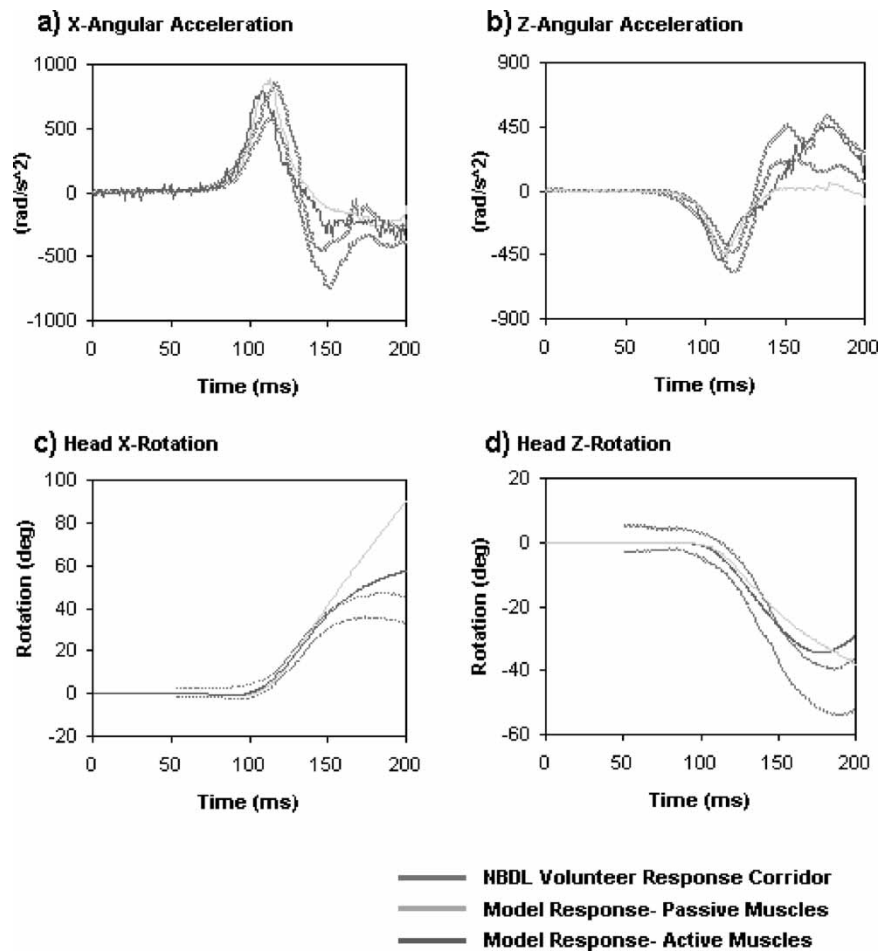 a) X-Angular Acceleration
1000
500
0
-500
-1000
(rad/s^2)
0 50 100 150 200
Time (ms)
b) Z-Angular Acceleration
900
450
0
-450
-900
(rad/s^2)
0 50 100 150 200
Time (ms)
c) Head X-Rotation
100
80
60
40
20
0
-20
Rotation (deg)
0 50 100 150 200
Time (ms)
d) Head Z-Rotation
20
0
-20
-40
-60
Rotation (deg)
0 50 100 150 200
Time (ms)
NBDL Volunteer Response Corridor
Model Response- Passive Muscles
Model Response- Active Muscles